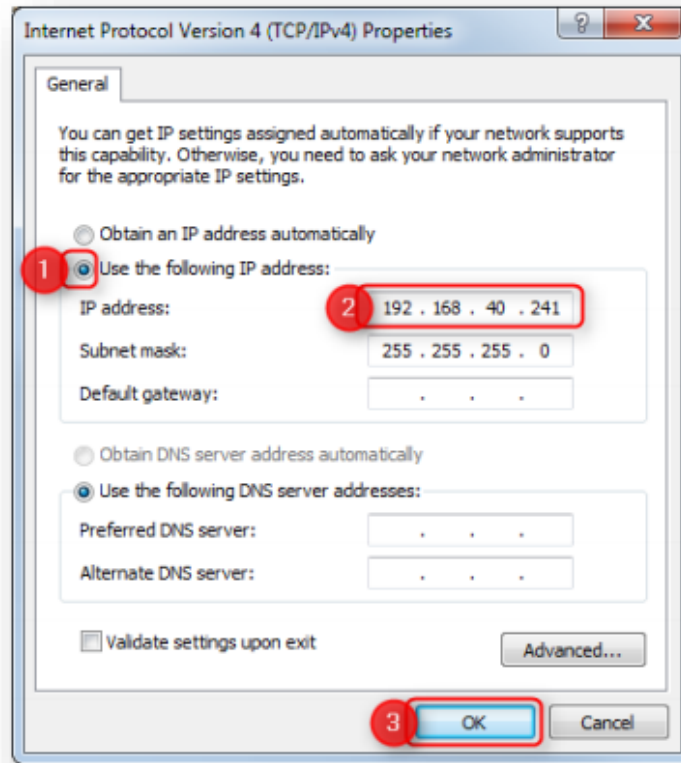 Internet Protocol Version 4 (TCP/IPv4) Properties
General
You can get IP settings assigned automatically if your network supports
this capability. Otherwise, you need to ask your network administrator
for the appropriate IP settings.
Obtain an IP address automatically
1 Use the following IP address:
IP address: 2 192 . 168 . 40 . 241
Subnet mask: 255 . 255 . 255 . 0
Default gateway: . . .
Obtain DNS server address automatically
Use the following DNS server addresses:
Preferred DNS server: . . .
Alternate DNS server: . . .
Validate settings upon exit
Advanced...
3 OK Cancel